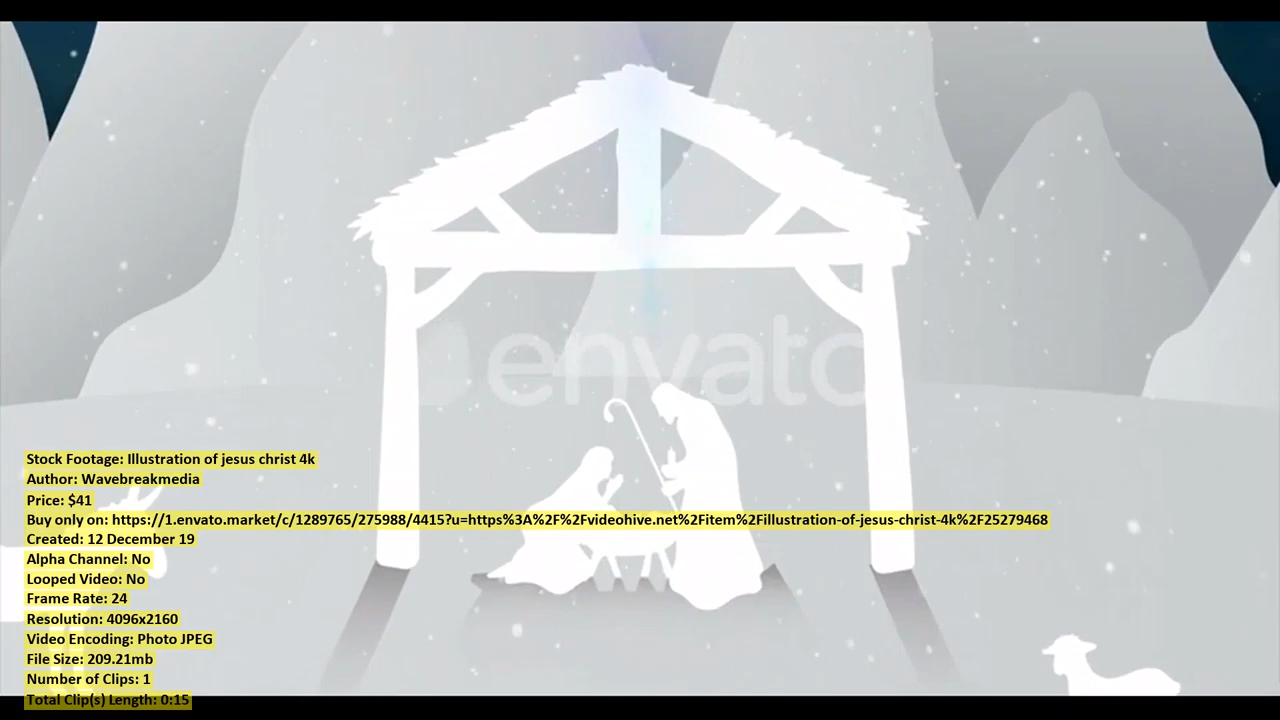 envato
Stock Footage: Illustration of jesus christ 4k
Author: Wavebreakmedia
Price: $41
Buy only on: https://1.envato.market/c/1289765/275988/4415?u=https%3A%2F%2Fvideohive.net%2Fitem%2Fillustration-of-jesus-christ-4k%2F25279468
Created: 12 December 19
Alpha Channel: No
Looped Video: No
Frame Rate: 24
Resolution: 4096x2160
Video Encoding: Photo JPEG
File Size: 209.21mb
Number of Clips: 1
Total Clip(s) Length: 0:15